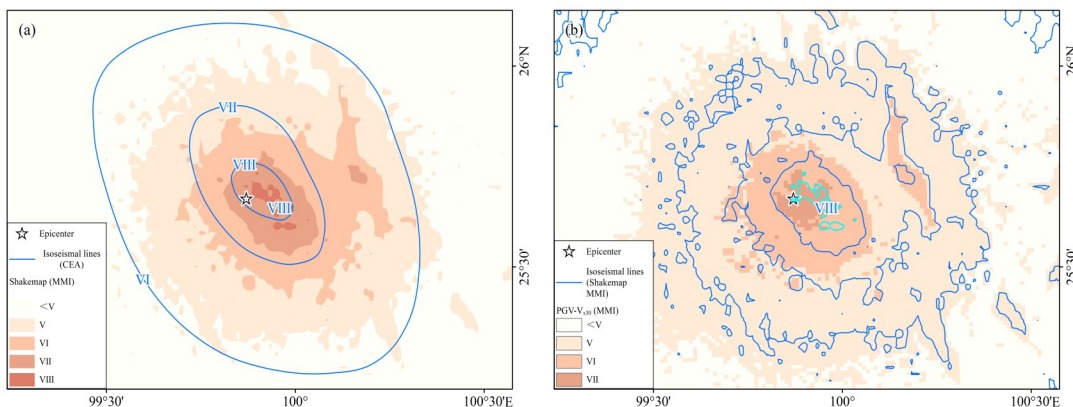 (a)
VII
VIII
VIII
VI
Epicenter
Isoseismal lines
(CEA)
Shakemap (MMI)
<V
V
VI
VII
VIII
26°N
25°30'
99°30'
100°
100°30'E
(b)
VIII
Epicenter
Isoseismal lines
(Shakemap
MMI)
PGV-Vs30 (MMI)
<V
V
VI
VII
26°N
25°30'
99°30'
100°
100°30'E